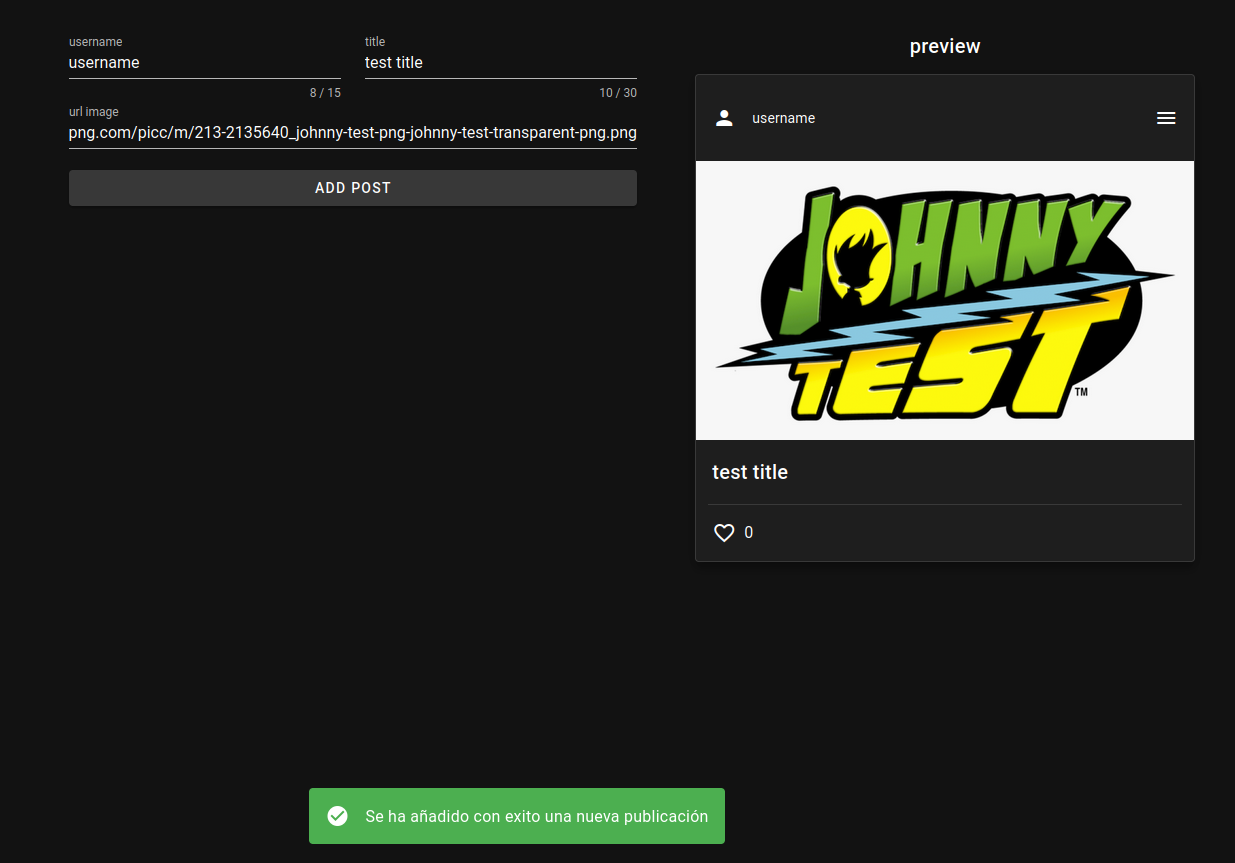 username
username
8 / 15
title
test title
10 / 30
url image
png.com/picc/m/213-2135640_johnny-test-png-johnny-test-transparent-png.png
ADD POST
preview
username
JOHNNY
TEST
TM
test title
0
Se ha añadido con exito una nueva publicación